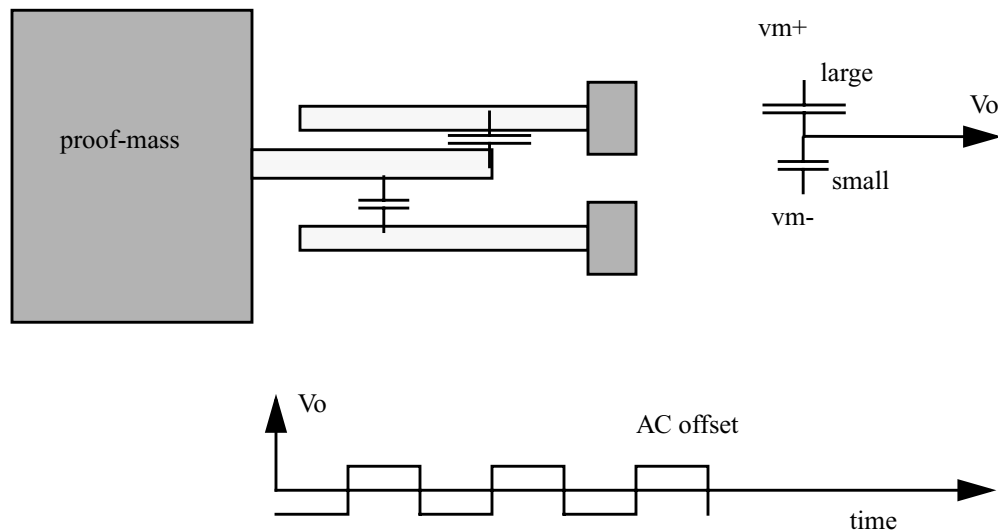 vm+
large
Vo
proof-mass
small
vm-
Vo
AC offset
time